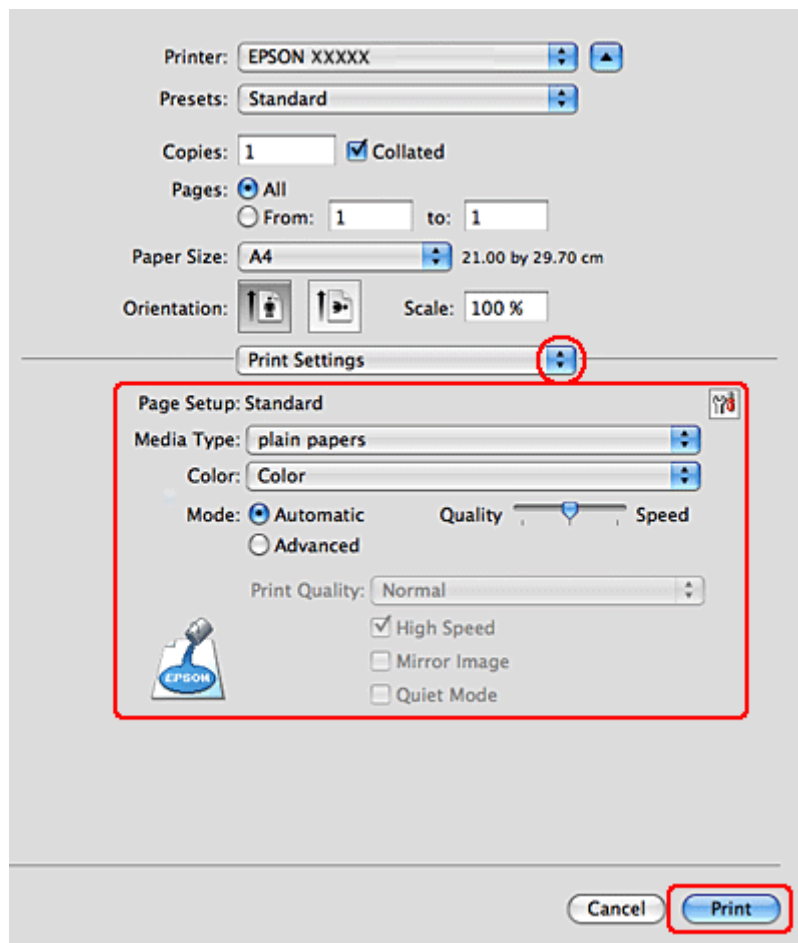 Printer: EPSON XXXXX
Presets: Standard
Copies: 1 Collated
Pages: All
From: 1 to: 1
Paper Size: A4 21.00 by 29.70 cm
Orientation: Scale: 100 %
Print Settings
Page Setup: Standard
Media Type: plain papers
Color: Color
Mode: Automatic Quality Speed
Advanced
Print Quality: Normal
High Speed
Mirror Image
Quiet Mode
EPSON
Cancel Print